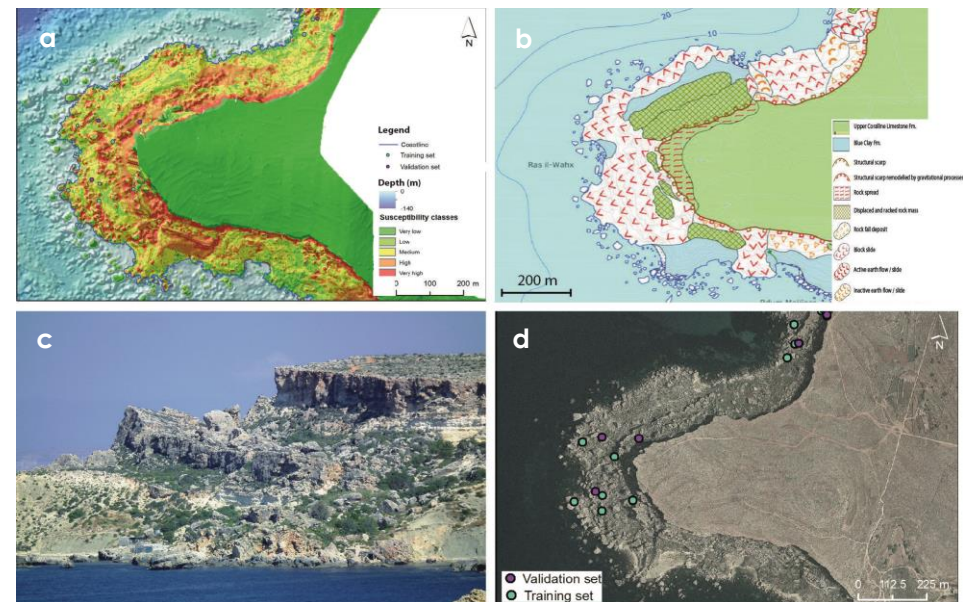 a
N
Legend
Coastline
Training set
Validation set
Depth (m)
0
-140
Susceptibility classes
Very low
Low
Medium
High
Very high
0 100 200 m
b
20
10
Ras il-Wahx
200 m
Upper Coralline Limestone Fm.
Blue Clay Fm.
Structural scarp
Structural scarp remodelled by gravitational processes
Rock spread
Displaced and racked rock mass
Rock fall deposit
Block slide
Active earth flow / slide
Inactive earth flow / slide
c
d
N
Validation set
Training set
0 112.5 225 m